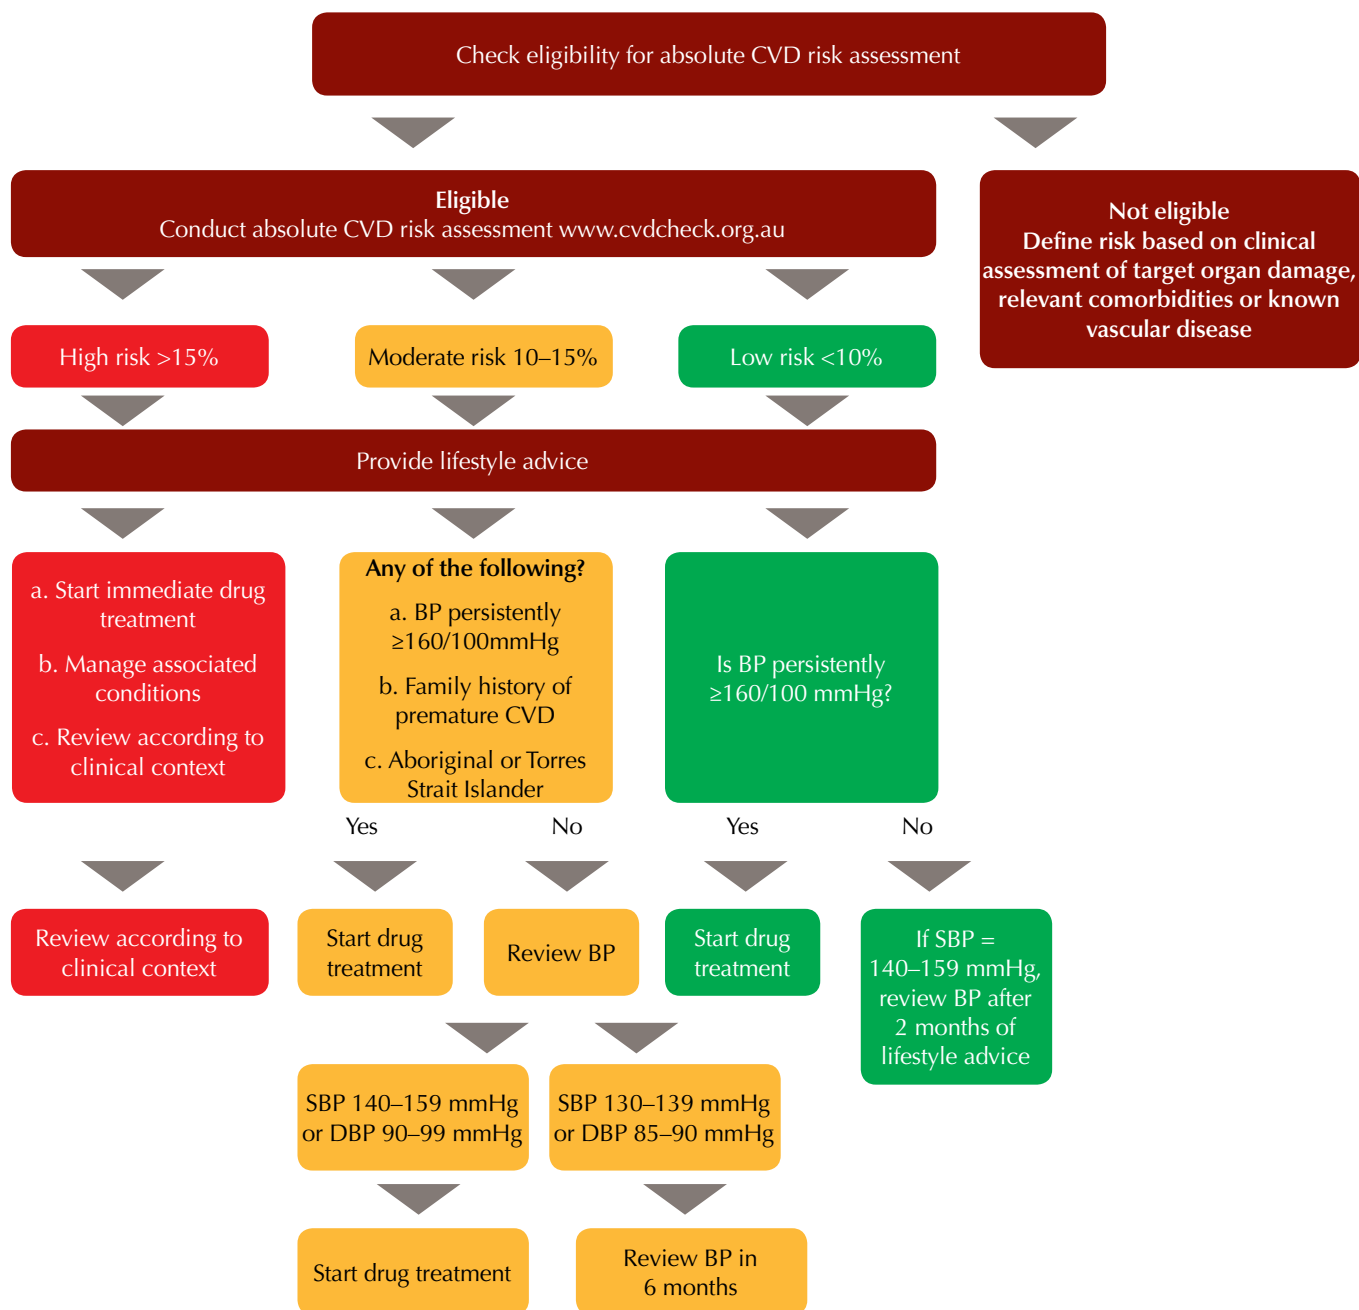 Check eligibility for absolute CVD risk assessment
Eligible
Conduct absolute CVD risk assessment www.cvdcheck.org.au
Not eligible
Define risk based on clinical
assessment of target organ damage,
relevant comorbidities or known
vascular disease
High risk >15%
Moderate risk 10–15%
Low risk <10%
Provide lifestyle advice
a. Start immediate drug
treatment
b. Manage associated
conditions
c. Review according to
clinical context
Any of the following?
a. BP persistently
≥160/100mmHg
b. Family history of
premature CVD
c. Aboriginal or Torres
Strait Islander
Is BP persistently
≥160/100 mmHg?
Yes
No
Yes
No
Review according to
clinical context
Start drug
treatment
Review BP
Start drug
treatment
If SBP =
140–159 mmHg,
review BP after
2 months of
lifestyle advice
SBP 140–159 mmHg
or DBP 90–99 mmHg
SBP 130–139 mmHg
or DBP 85–90 mmHg
Start drug treatment
Review BP in
6 months